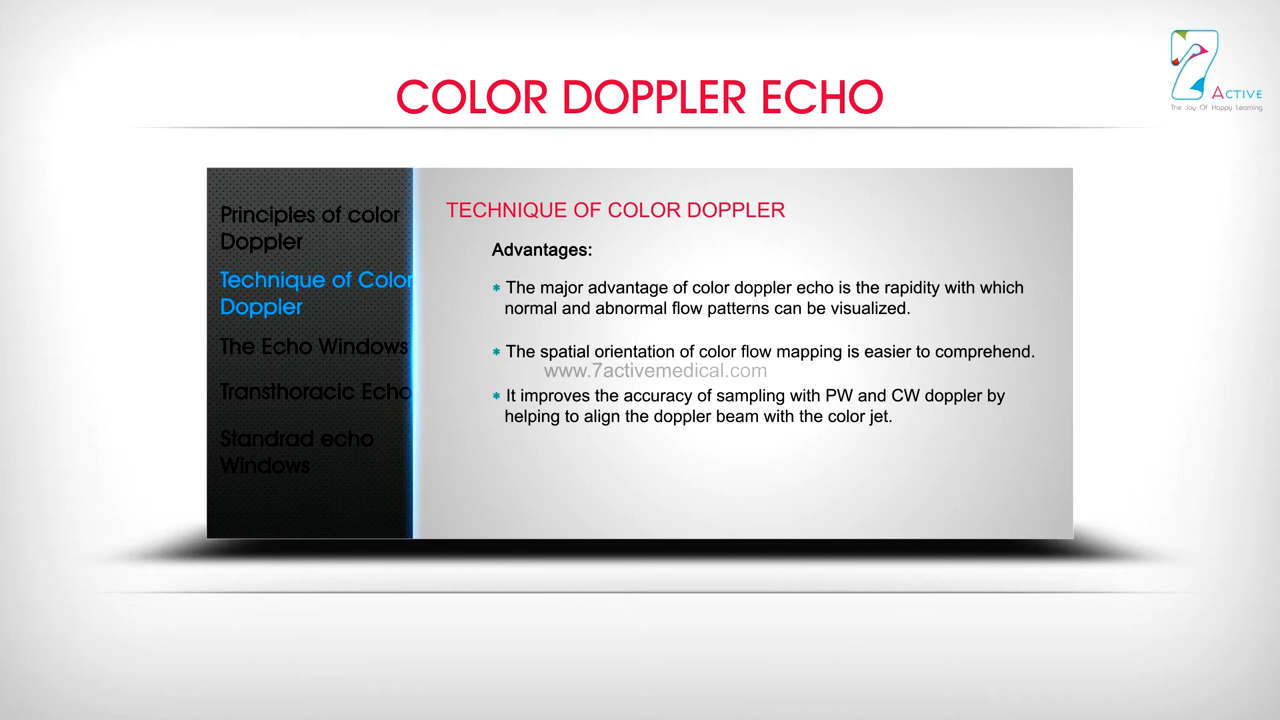 COLOR DOPPLER ECHO
7
ACTIVE
The Joy Of Happy Learning
Principles of color
Doppler
Technique of Color
Doppler
The Echo Windows
Transthoracic Echo
Standrad echo
Windows
TECHNIQUE OF COLOR DOPPLER
Advantages:
* The major advantage of color doppler echo is the rapidity with which
normal and abnormal flow patterns can be visualized.
* The spatial orientation of color flow mapping is easier to comprehend.
www.7activemedical.com
* It improves the accuracy of sampling with PW and CW doppler by
helping to align the doppler beam with the color jet.